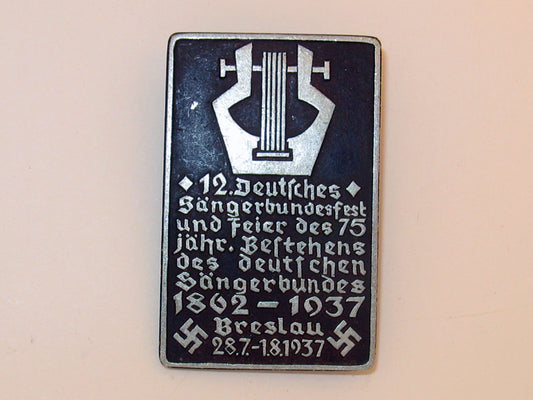 12. Deutsches
Sängerbundesfest
und Feier des 75
jähr. Bestehens
des deutschen
Sängerbundes
1862 – 1937
Breslau
28.7.-1.8.1937